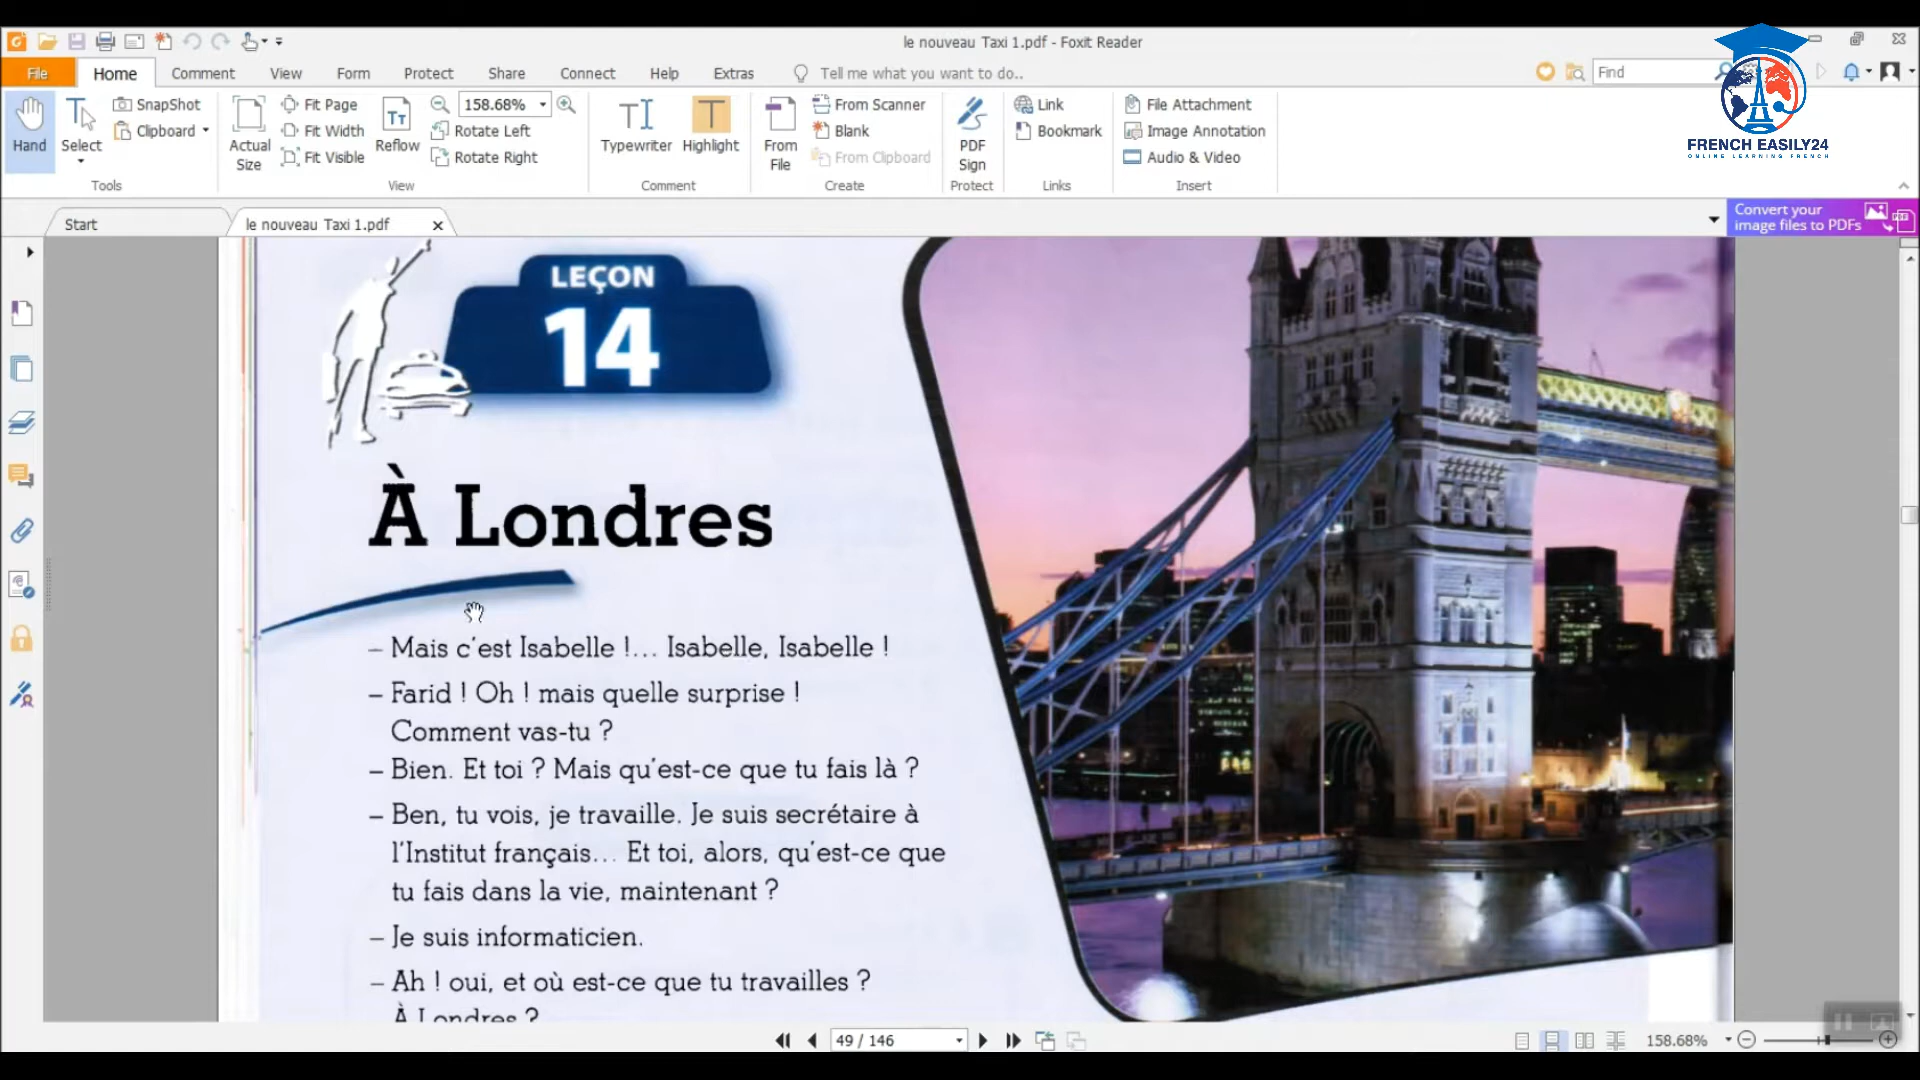 le nouveau Taxi 1.pdf - Foxit Reader
File Home Comment View Form Protect Share Connect Help Extras Tell me what you want to do.. Find
Hand
Select
SnapShot
Clipboard
Actual Size
Fit Page
Fit Width
Fit Visible
Reflow
158.68%
Rotate Left
Rotate Right
Typewriter
Highlight
From File
From Scanner
Blank
From Clipboard
PDF Sign
Link
Bookmark
File Attachment
Image Annotation
Audio & Video
Tools View Comment Create Protect Links Insert
FRENCH EASILY24
ONLINE LEARNING FRENCH
Start
le nouveau Taxi 1.pdf
Convert your
image files to PDFs
LEÇON
14
À Londres
– Mais c'est Isabelle !... Isabelle, Isabelle !
– Farid ! Oh ! mais quelle surprise !
Comment vas-tu ?
– Bien. Et toi ? Mais qu'est-ce que tu fais là ?
– Ben, tu vois, je travaille. Je suis secrétaire à
l'Institut français... Et toi, alors, qu'est-ce que
tu fais dans la vie, maintenant ?
– Je suis informaticien.
– Ah ! oui, et où est-ce que tu travailles ?
À Londres ?
49 / 146
158.68%